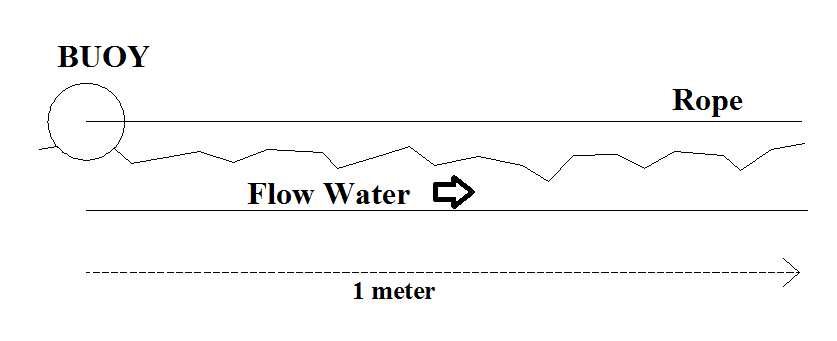 BUOY
Rope
Flow Water
1 meter